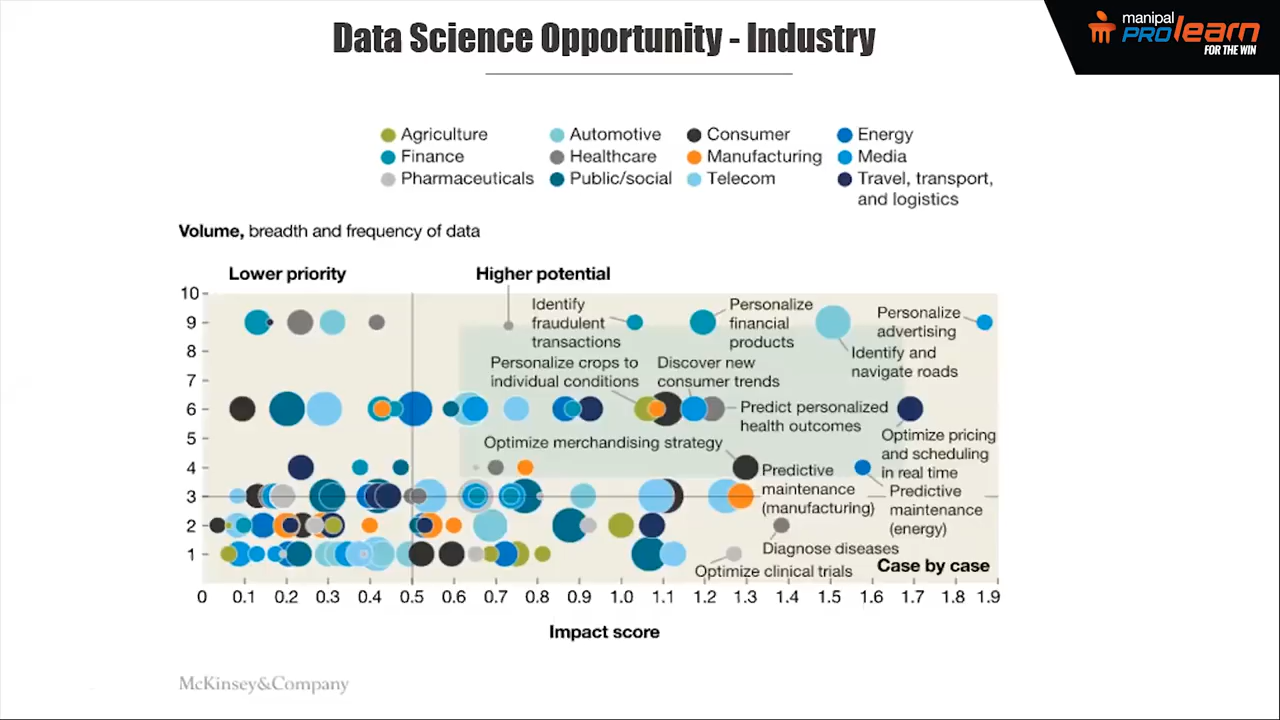 Data Science Opportunity - Industry
manipal
PROlearn
FOR THE WIN
Agriculture
Automotive
Consumer
Energy
Finance
Healthcare
Manufacturing
Media
Pharmaceuticals
Public/social
Telecom
Travel, transport,
and logistics
Volume, breadth and frequency of data
Lower priority
Higher potential
10
9
8
7
6
5
4
3
2
1
Identify
fraudulent
transactions
Personalize
financial
products
Personalize
advertising
Identify and
navigate roads
Personalize crops to
individual conditions
Discover new
consumer trends
Predict personalized
health outcomes
Optimize merchandising strategy
Optimize pricing
and scheduling
in real time
Predictive
maintenance
(manufacturing)
Predictive
maintenance
(energy)
Diagnose diseases
Optimize clinical trials
Case by case
0 0.1 0.2 0.3 0.4 0.5 0.6 0.7 0.8 0.9 1.0 1.1 1.2 1.3 1.4 1.5 1.6 1.7 1.8 1.9
Impact score
McKinsey&Company